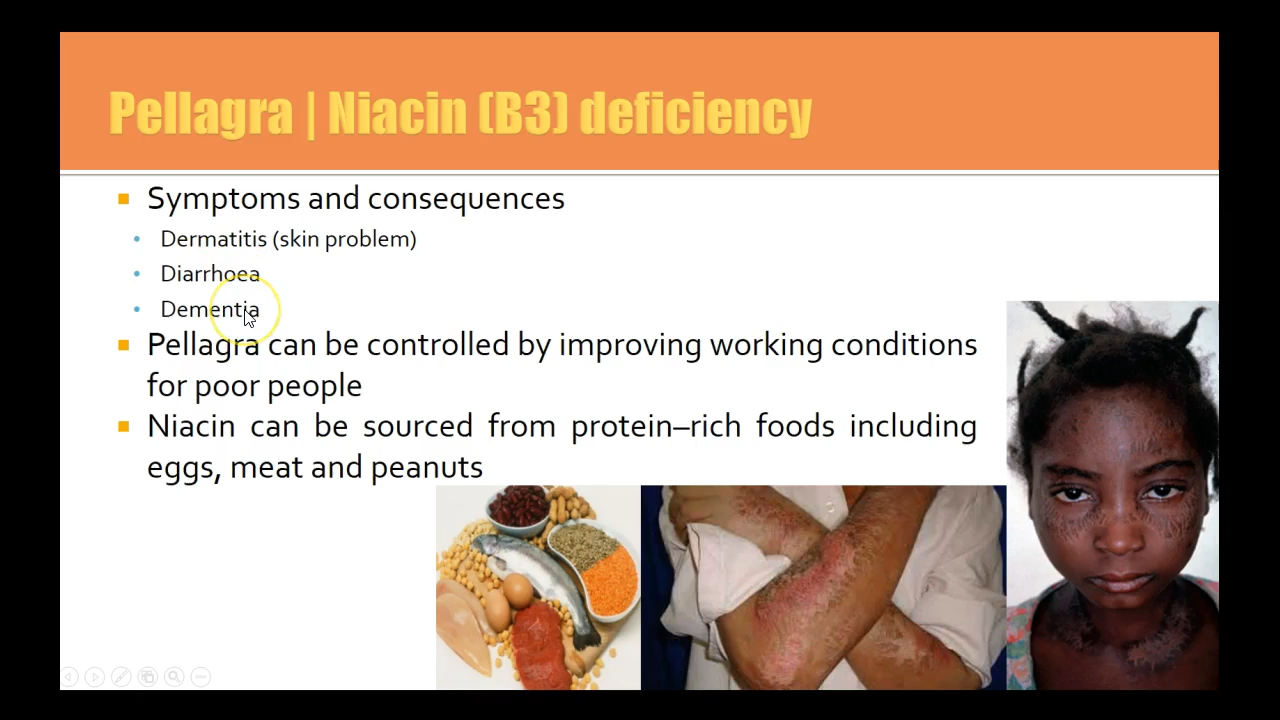 Pellagra | Niacin (B3) deficiency
Symptoms and consequences
Dermatitis (skin problem)
Diarrhoea
Dementia
Pellagra can be controlled by improving working conditions
for poor people
Niacin can be sourced from protein–rich foods including
eggs, meat and peanuts